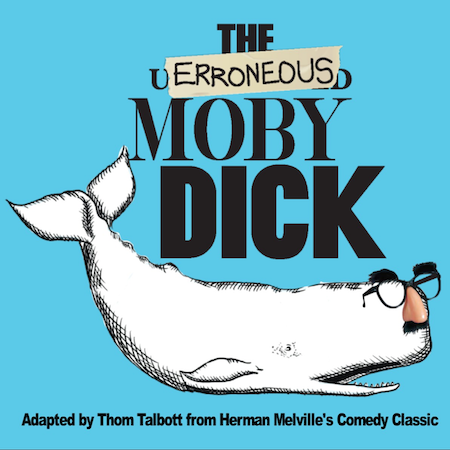 THE
U ERRONEOUS D
MOBY
DICK
Adapted by Thom Talbott from Herman Melville's Comedy Classic